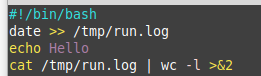 #!/bin/bash
date >> /tmp/run.log
echo Hello
cat /tmp/run.log | wc -l >&2